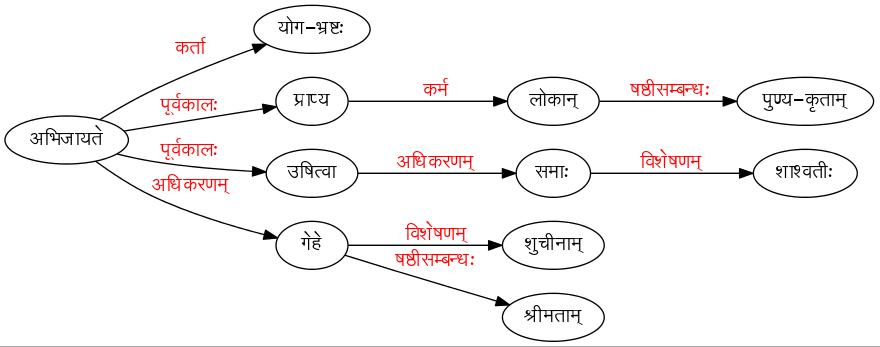 योग-भ्रष्टः
कर्ता
पूर्वकालः
प्राप्य
कर्म
लोकान्
षष्ठीसम्बन्धः
पुण्य-कृताम्
अभिजायते
पूर्वकालः
उषित्वा
अधिकरणम्
समाः
विशेषणम्
शाश्वतीः
अधिकरणम्
गेहे
विशेषणम्
शुचीनाम्
षष्ठीसम्बन्धः
श्रीमताम्